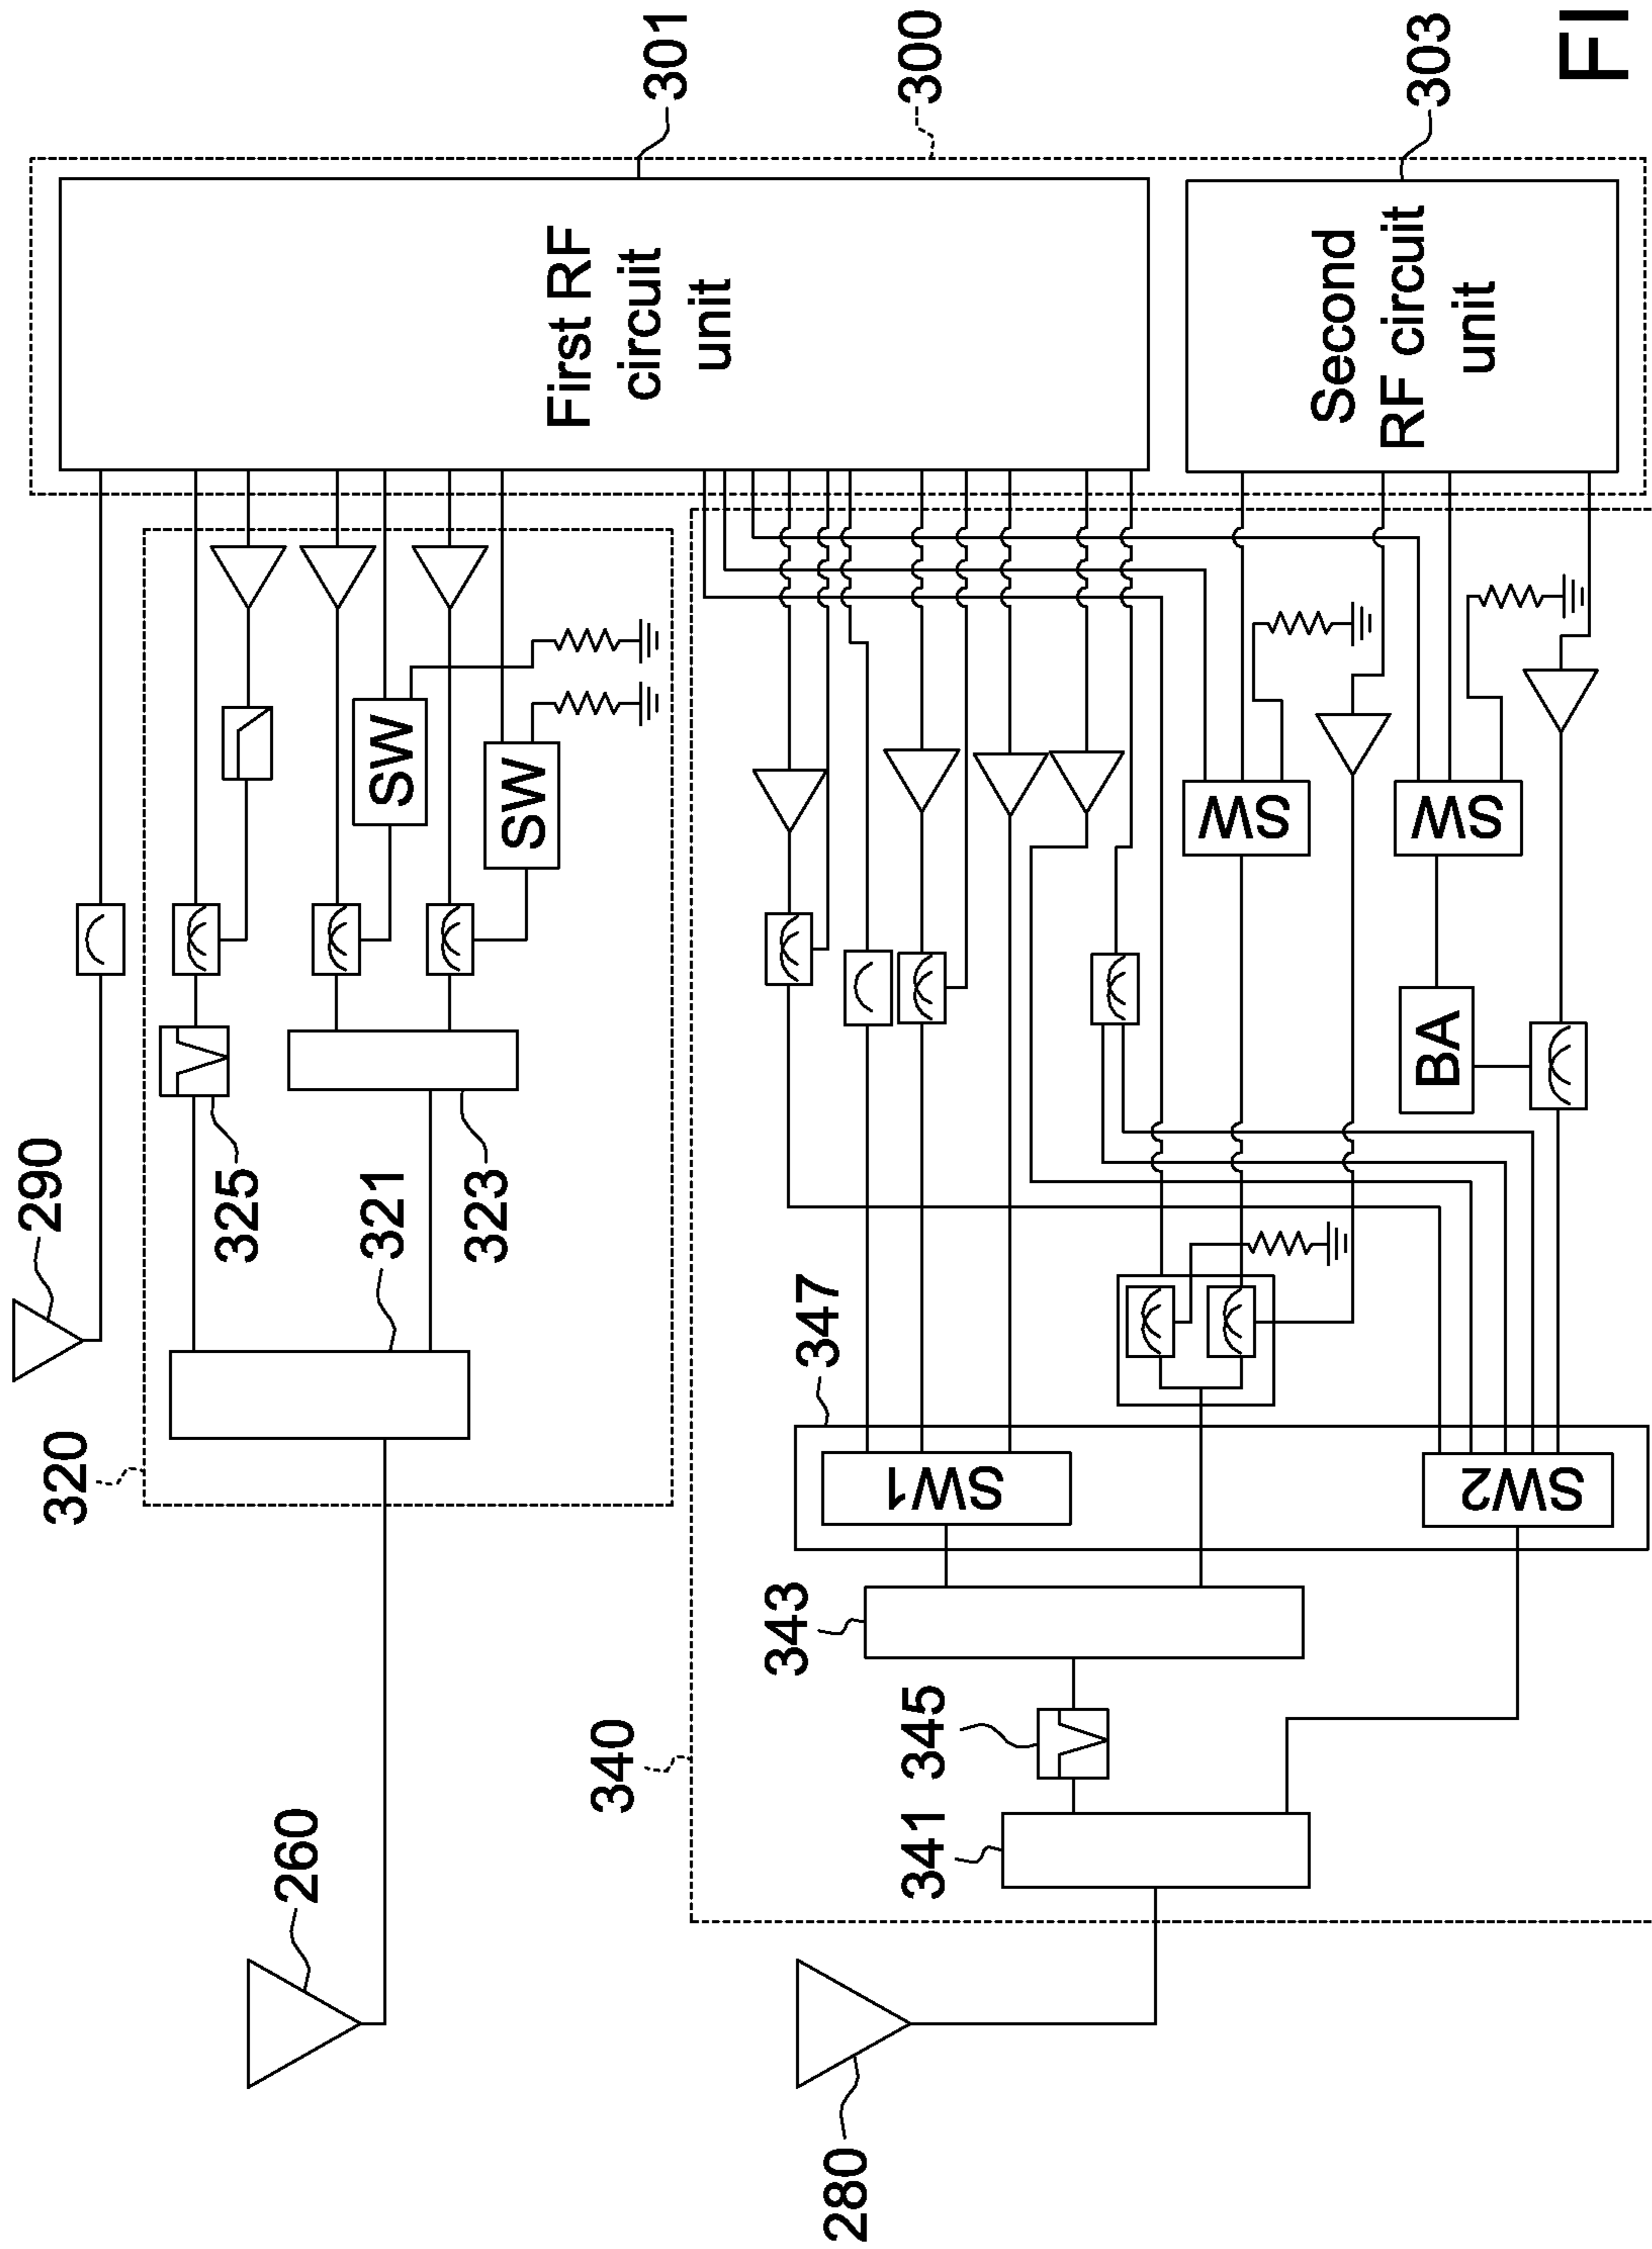 301
300
303
FI
First RF
circuit
unit
Second
RF circuit
unit
SW
SW
SW
SW
BA
290
325
321
323
320
347
SW1
SW2
343
345
340
341
260
280